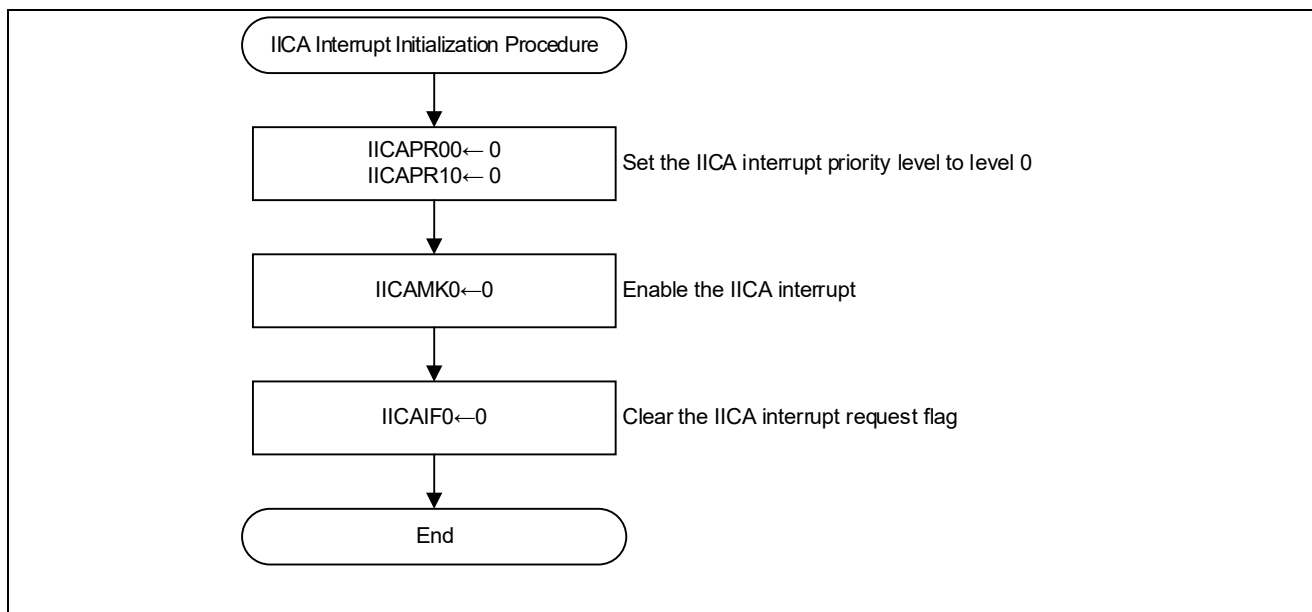 IICA Interrupt Initialization Procedure
IICAPR00← 0
IICAPR10← 0
Set the IICA interrupt priority level to level 0
IICAMK0←0
Enable the IICA interrupt
IICAIF0←0
Clear the IICA interrupt request flag
End